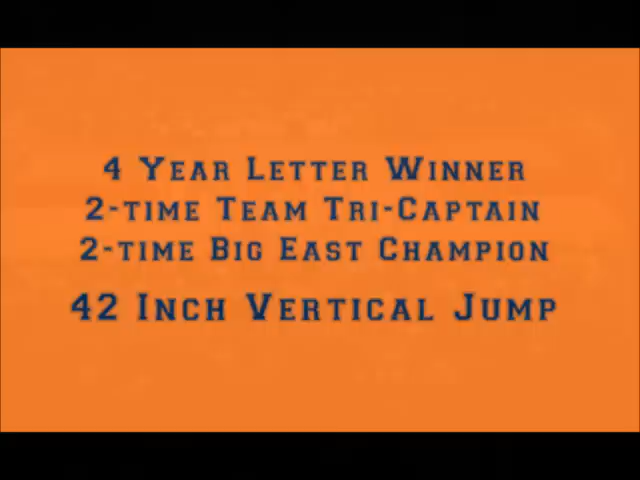 4 Year Letter Winner
2-time Team Tri-Captain
2-time Big East Champion
42 Inch Vertical Jump